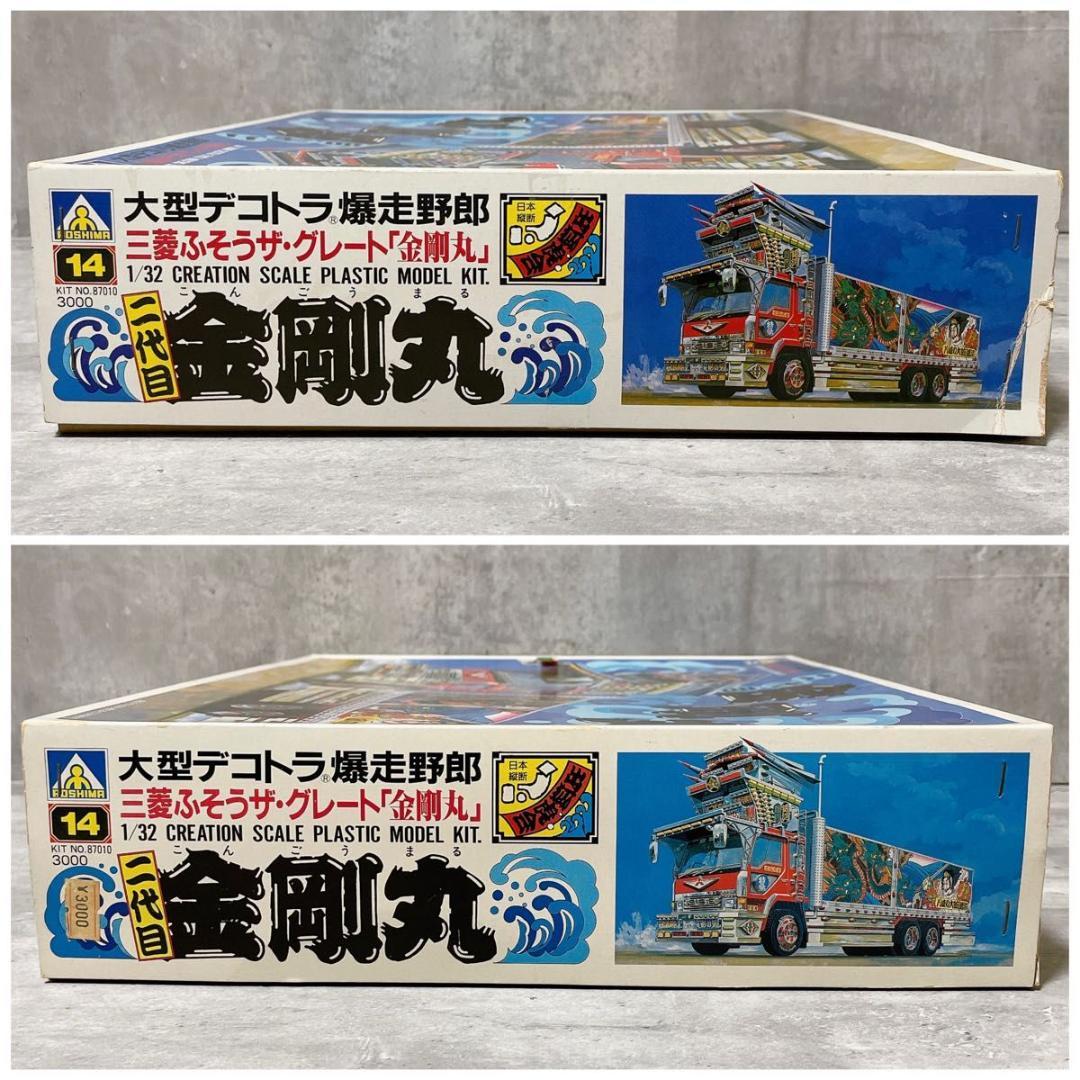 大型デコトラ®爆走野郎
三菱ふそうザ・グレート「金剛丸」
1/32 CREATION SCALE PLASTIC MODEL KIT.
AOSHIMA
14
KIT NO.87010
3000
こんごうまる
二代目
金剛丸
日本
縦断
大型デコトラ®爆走野郎
三菱ふそうザ・グレート「金剛丸」
1/32 CREATION SCALE PLASTIC MODEL KIT.
AOSHIMA
14
KIT NO.87010
3000
¥3000
こんごうまる
二代目
金剛丸
日本
縦断